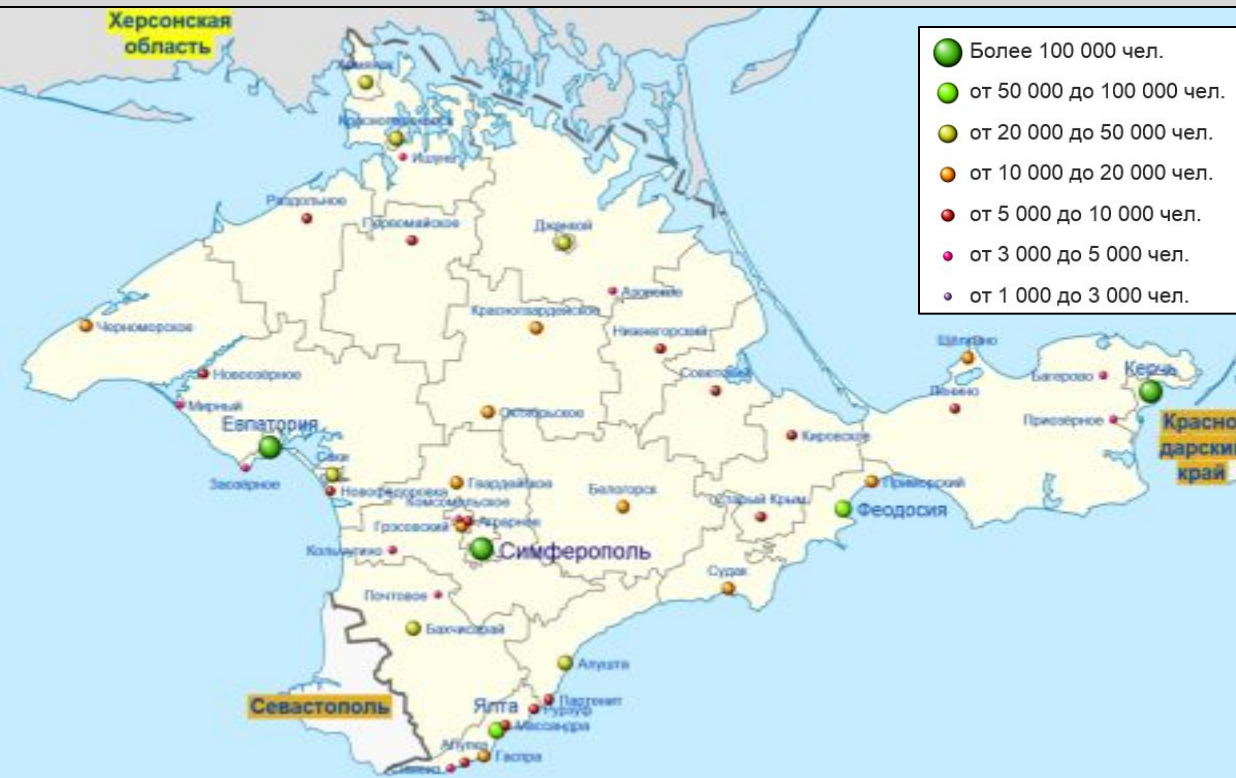 Херсонская
область
Более 100 000 чел.
от 50 000 до 100 000 чел.
от 20 000 до 50 000 чел.
от 10 000 до 20 000 чел.
от 5 000 до 10 000 чел.
от 3 000 до 5 000 чел.
от 1 000 до 3 000 чел.
Армянск
Красноперекопск
Ишунь
Раздольное
Первомайское
Джанкой
Азовское
Красногвардейское
Черноморское
Нижнегорский
Щёлкино
Новоозёрное
Советский
Багерово
Керчь
Ленино
Мирный
Октябрьское
Приозёрное
Красно
дарский
край
Евпатория
Кировское
Саки
Заозёрное
Новофёдоровка
Гвардейское
Белогорск
Приморский
Комсомольское
Старый Крым
Феодосия
Грэсовский
Аграрное
Кольчугино
Симферополь
Почтовое
Судак
Бахчисарай
Алушта
Севастополь
Партенит
Ялта
Гурзуф
Массандра
Алупка
Гаспра